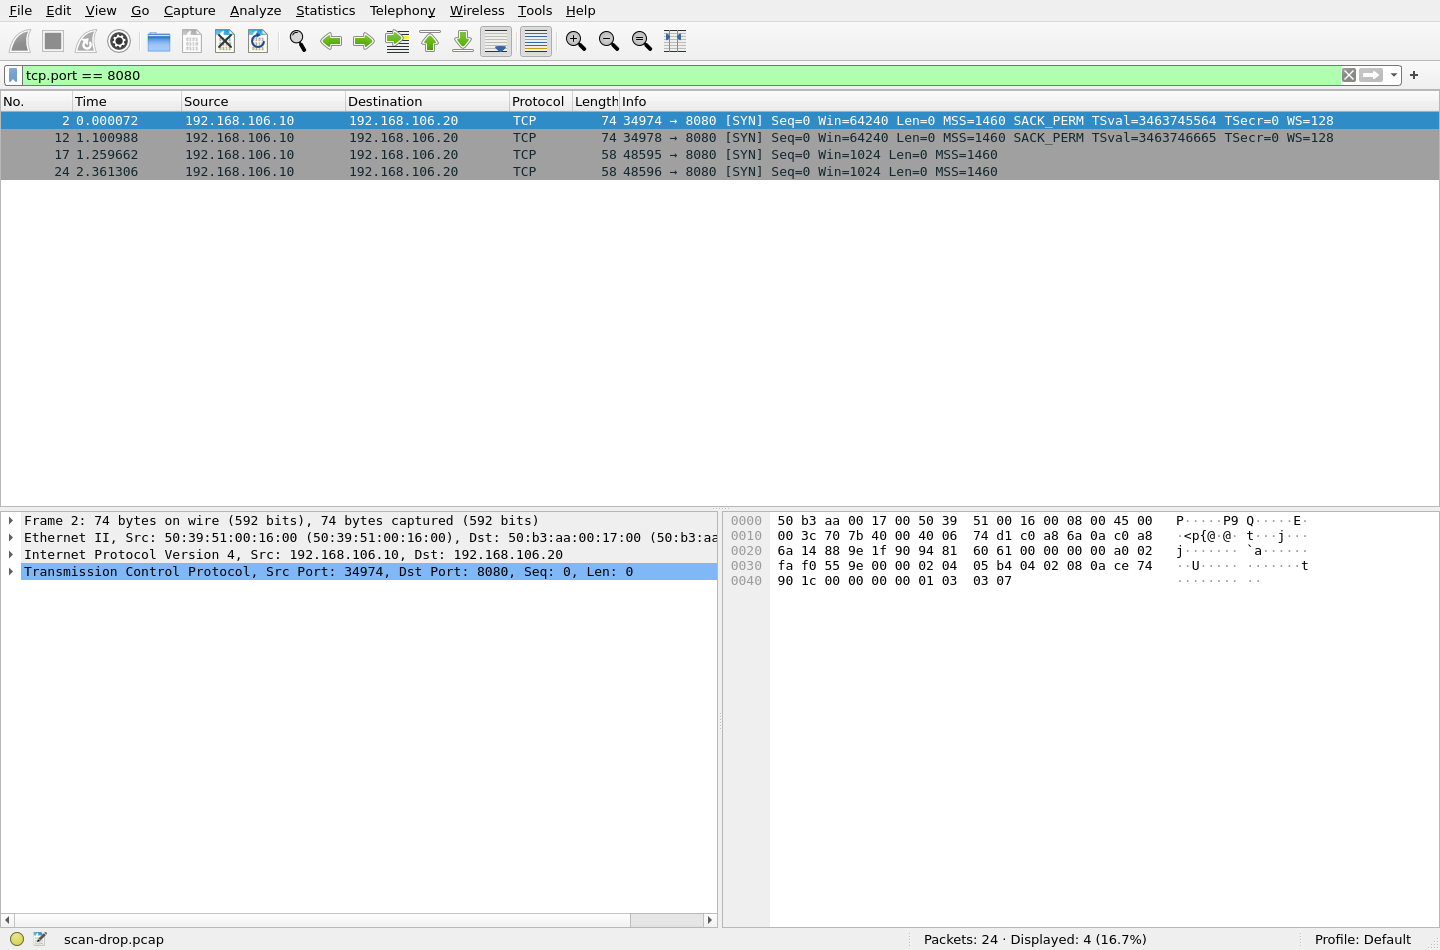 File Edit View Go Capture Analyze Statistics Telephony Wireless Tools Help
tcp.port == 8080
No. Time Source Destination Protocol Length Info
2 0.000072 192.168.106.10 192.168.106.20 TCP 74 34974 → 8080 [SYN] Seq=0 Win=64240 Len=0 MSS=1460 SACK_PERM TSval=3463745564 TSecr=0 WS=128
12 1.100988 192.168.106.10 192.168.106.20 TCP 74 34978 → 8080 [SYN] Seq=0 Win=64240 Len=0 MSS=1460 SACK_PERM TSval=3463746665 TSecr=0 WS=128
17 1.259662 192.168.106.10 192.168.106.20 TCP 58 48595 → 8080 [SYN] Seq=0 Win=1024 Len=0 MSS=1460
24 2.361306 192.168.106.10 192.168.106.20 TCP 58 48596 → 8080 [SYN] Seq=0 Win=1024 Len=0 MSS=1460
Frame 2: 74 bytes on wire (592 bits), 74 bytes captured (592 bits)
Ethernet II, Src: 50:39:51:00:16:00 (50:39:51:00:16:00), Dst: 50:b3:aa:00:17:00 (50:b3:aa
Internet Protocol Version 4, Src: 192.168.106.10, Dst: 192.168.106.20
Transmission Control Protocol, Src Port: 34974, Dst Port: 8080, Seq: 0, Len: 0
0000 50 b3 aa 00 17 00 50 39 51 00 16 00 08 00 45 00 P·····P9 Q·····E·
0010 00 3c 70 7b 40 00 40 06 74 d1 c0 a8 6a 0a c0 a8 ·<p{@·@· t···j···
0020 6a 14 88 9e 1f 90 94 81 60 61 00 00 00 00 a0 02 j······· `a······
0030 fa f0 55 9e 00 00 02 04 05 b4 04 02 08 0a ce 74 ··U····· ·······t
0040 90 1c 00 00 00 00 01 03 03 07 ········ ··
scan-drop.pcap
Packets: 24 · Displayed: 4 (16.7%)
Profile: Default